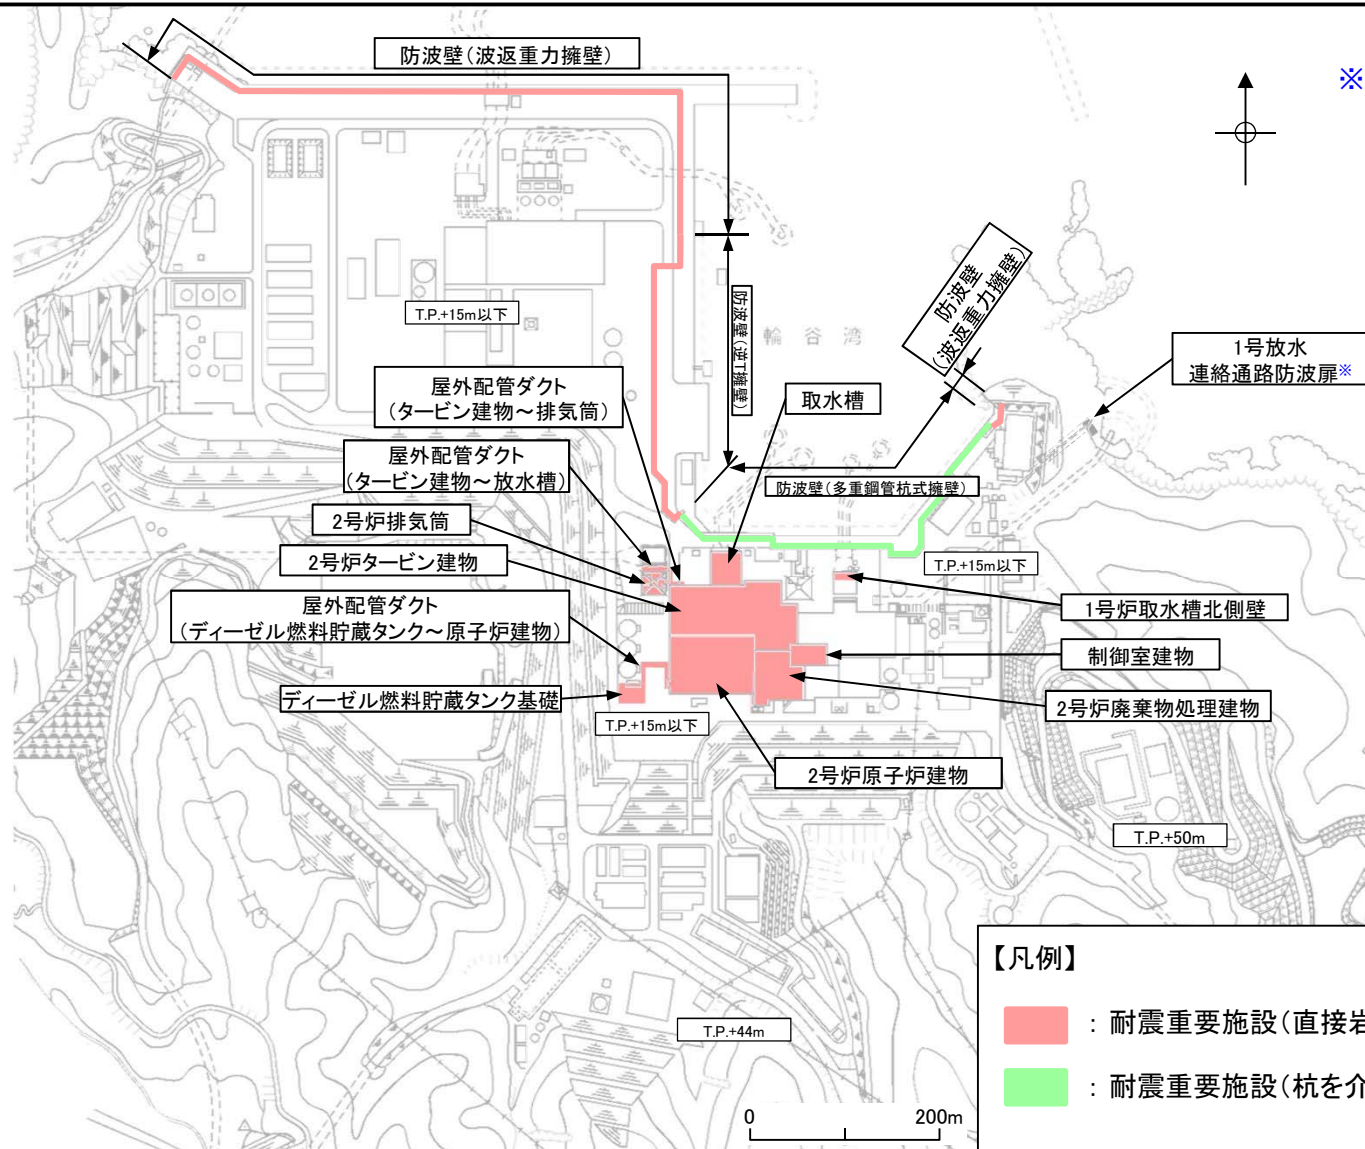 防波壁(波返重力擁壁)
※
防波壁
(波返重力擁壁)
T.P.+15m以下
防波壁(逆T擁壁)
輪谷湾
1号放水
連絡通路防波扉※
屋外配管ダクト
(タービン建物～排気筒)
取水槽
屋外配管ダクト
(タービン建物～放水槽)
防波壁(多重鋼管杭式擁壁)
2号炉排気筒
2号炉タービン建物
T.P.+15m以下
屋外配管ダクト
(ディーゼル燃料貯蔵タンク～原子炉建物)
1号炉取水槽北側壁
制御室建物
ディーゼル燃料貯蔵タンク基礎
2号炉廃棄物処理建物
T.P.+15m以下
2号炉原子炉建物
T.P.+50m
T.P.+44m
【凡例】
:耐震重要施設(直接岩
:耐震重要施設(杭を介
0 200m